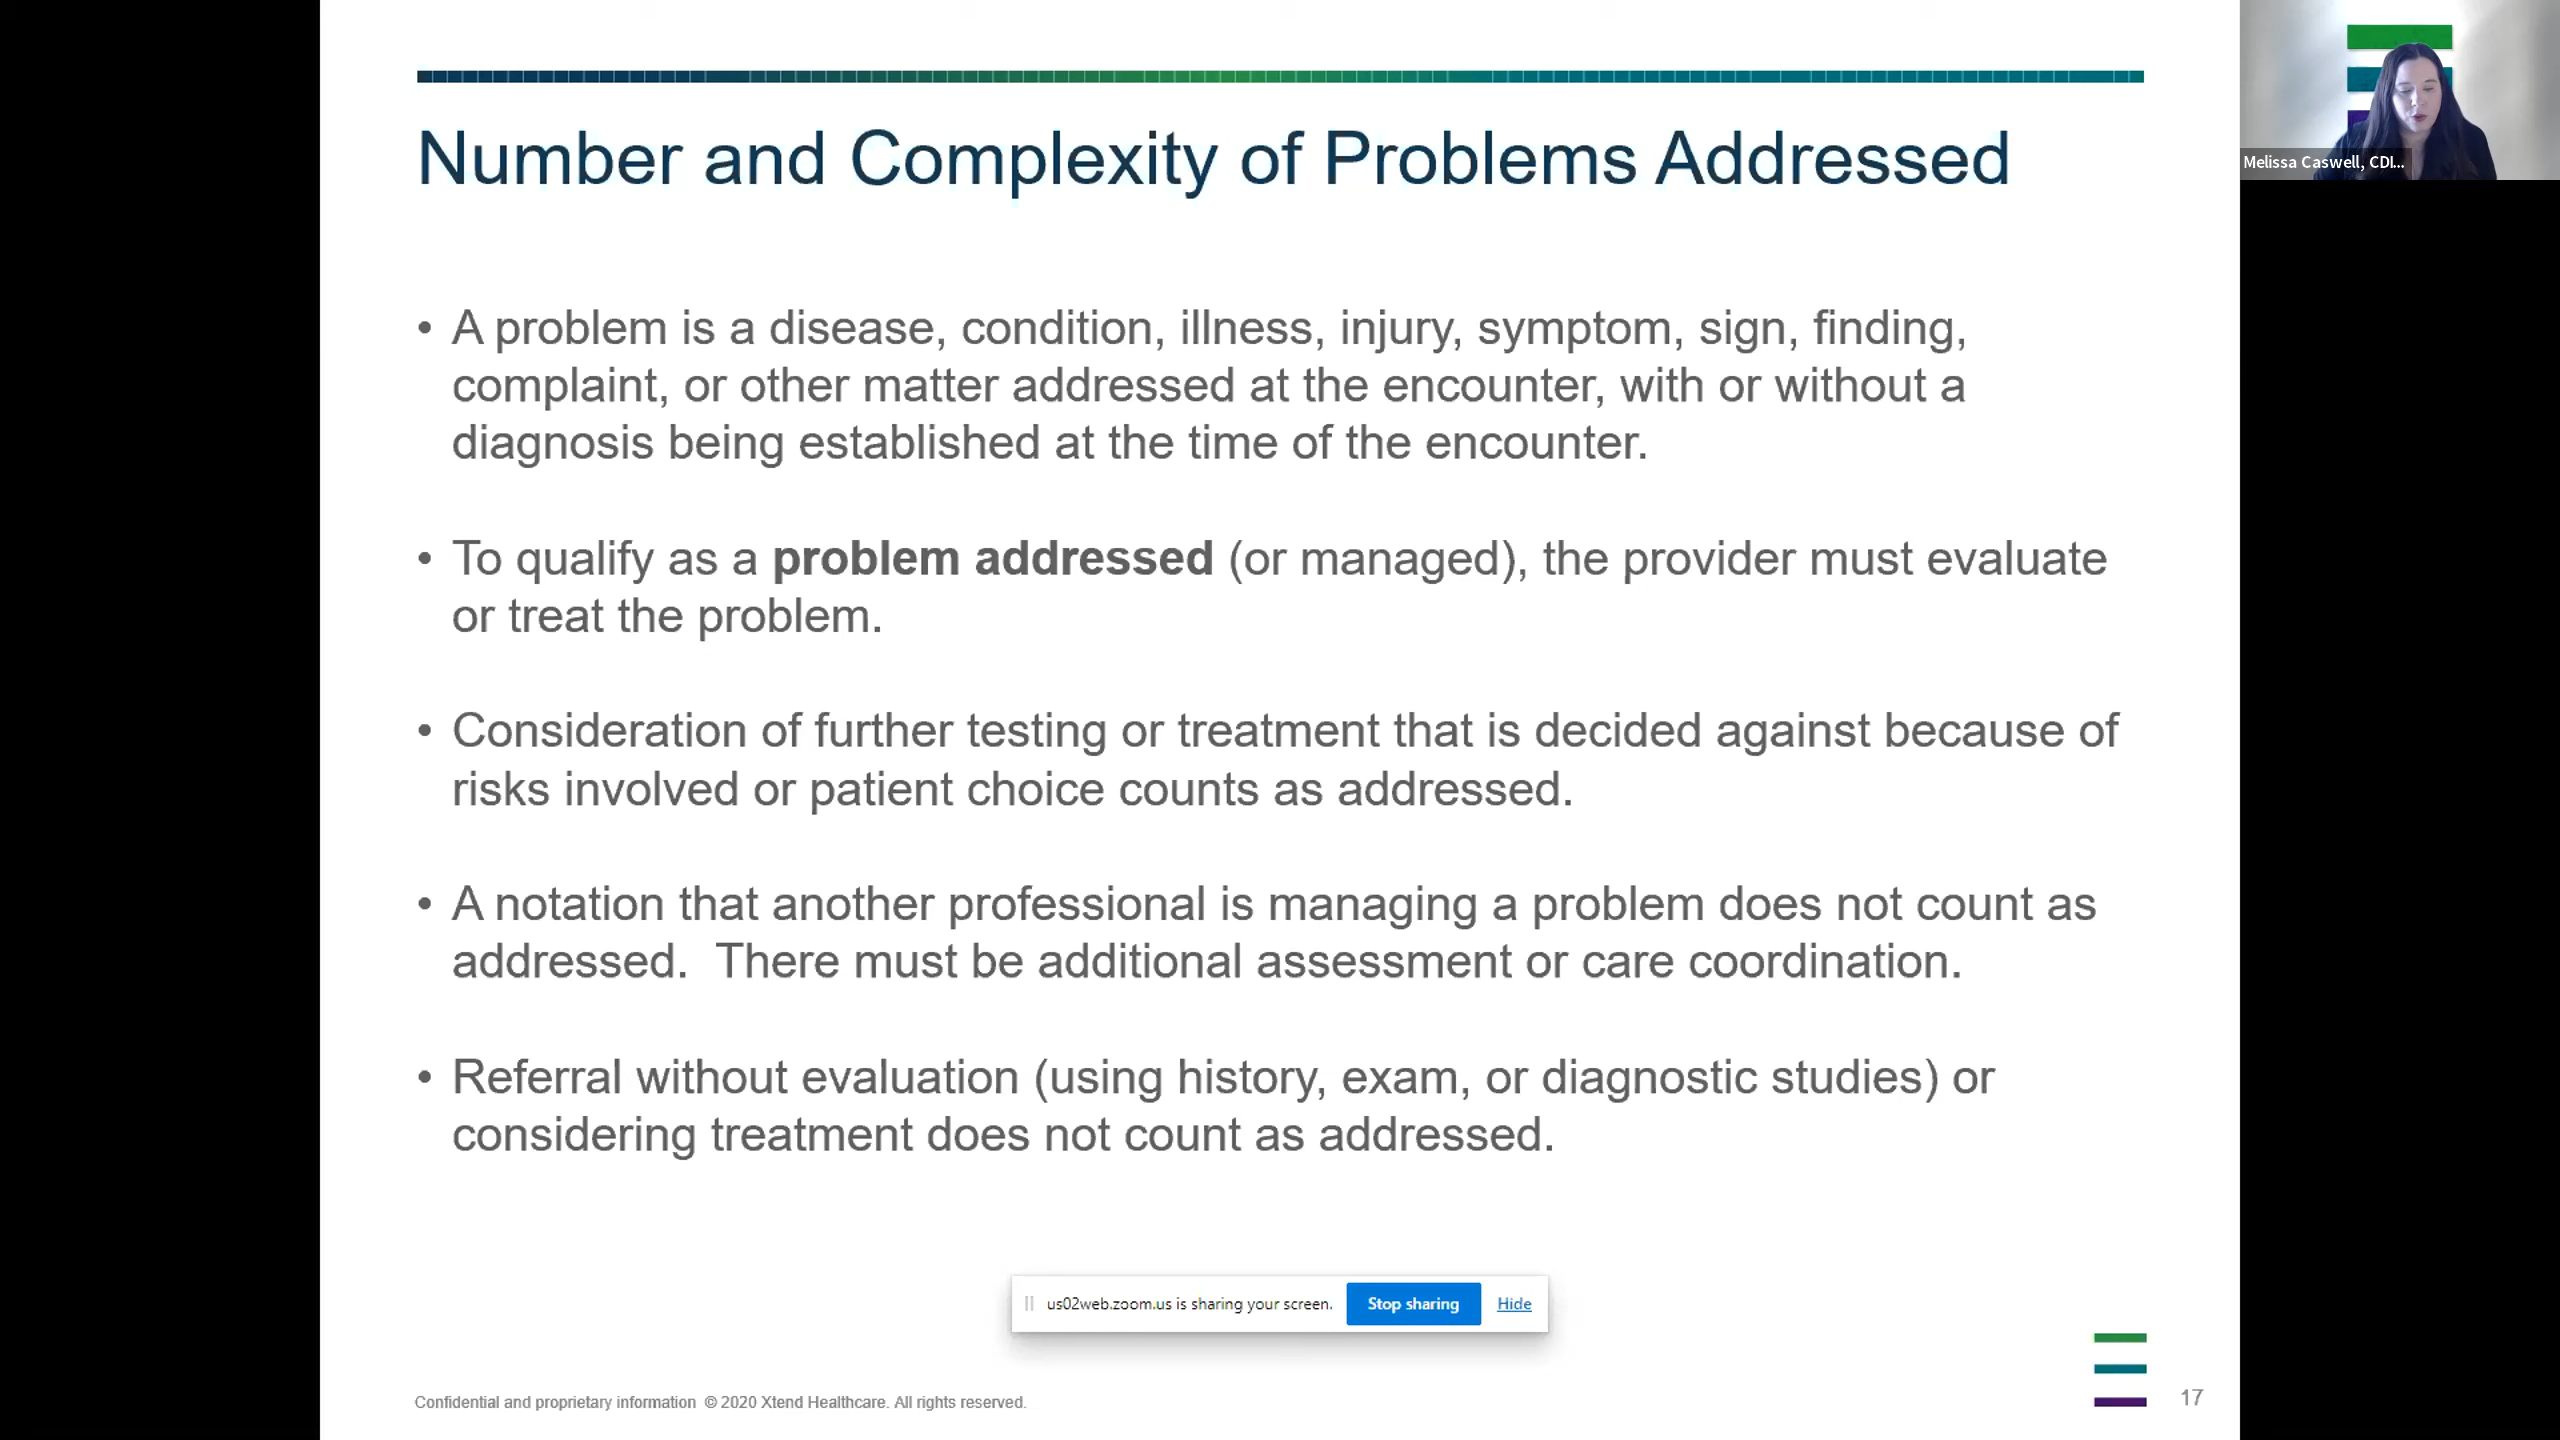 Number and Complexity of Problems Addressed
Melissa Caswell, CDI...
• A problem is a disease, condition, illness, injury, symptom, sign, finding,
complaint, or other matter addressed at the encounter, with or without a
diagnosis being established at the time of the encounter.
• To qualify as a problem addressed (or managed), the provider must evaluate
or treat the problem.
• Consideration of further testing or treatment that is decided against because of
risks involved or patient choice counts as addressed.
• A notation that another professional is managing a problem does not count as
addressed.  There must be additional assessment or care coordination.
• Referral without evaluation (using history, exam, or diagnostic studies) or
considering treatment does not count as addressed.
us02web.zoom.us is sharing your screen. Stop sharing Hide
Confidential and proprietary information © 2020 Xtend Healthcare. All rights reserved.
17